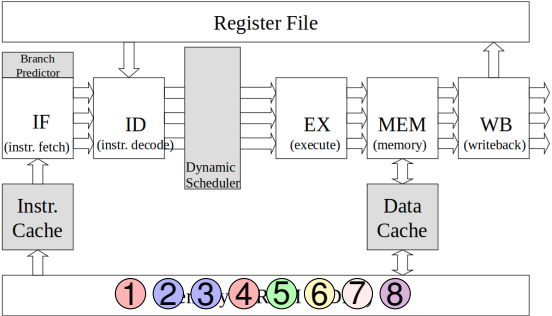 Register File
Branch
Predictor
IF
(instr. fetch)
ID
(instr. decode)
Dynamic
Scheduler
EX
(execute)
MEM
(memory)
WB
(writeback)
Instr.
Cache
Data
Cache
1 2 3 4 5 6 7 8